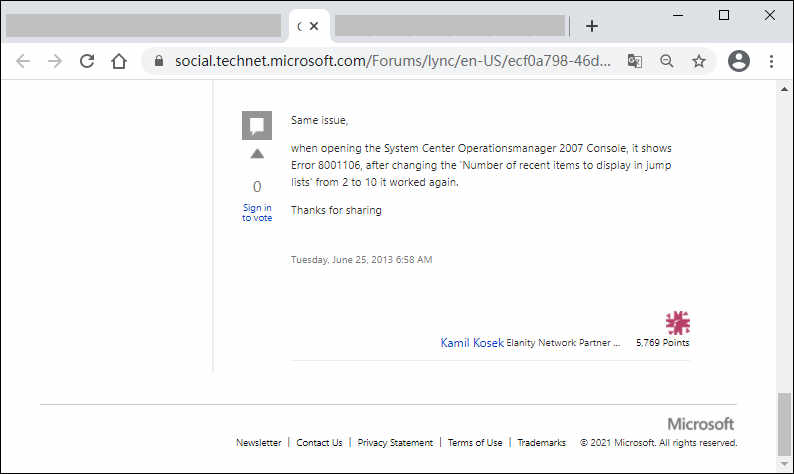 social.technet.microsoft.com/Forums/lync/en-US/ecf0a798-46d...
Same issue,
when opening the System Center Operationsmanager 2007 Console, it shows
Error 8001106, after changing the 'Number of recent items to display in jump
lists' from 2 to 10 it worked again.
0
Sign in
to vote
Thanks for sharing
Tuesday, June 25, 2013 6:58 AM
Kamil Kosek Elanity Network Partner ... 5,769 Points
Microsoft
Newsletter | Contact Us | Privacy Statement | Terms of Use | Trademarks © 2021 Microsoft. All rights reserved.